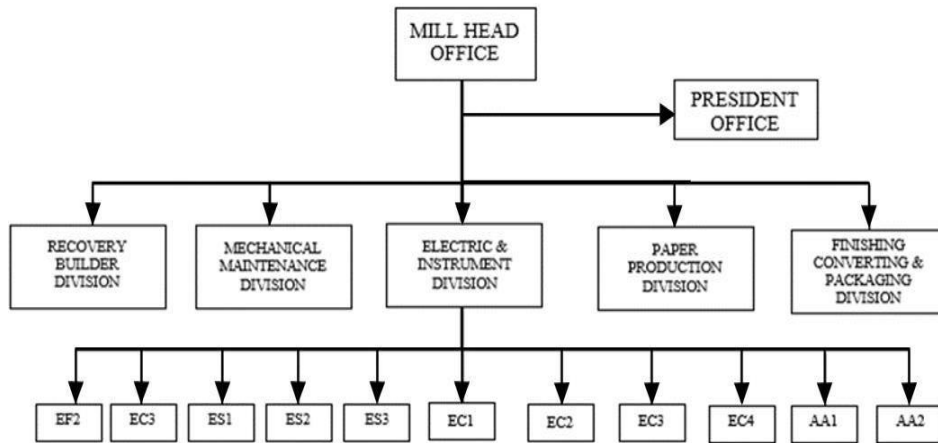 MILL HEAD
OFFICE
PRESIDENT
OFFICE
RECOVERY
BUILDER
DIVISION
MECHANICAL
MAINTENANCE
DIVISION
ELECTRIC &
INSTRUMENT
DIVISION
PAPER
PRODUCTION
DIVISION
FINISHING
CONVERTING &
PACKAGING
DIVISION
EF2
EC3
ES1
ES2
ES3
EC1
EC2
EC3
EC4
AA1
AA2